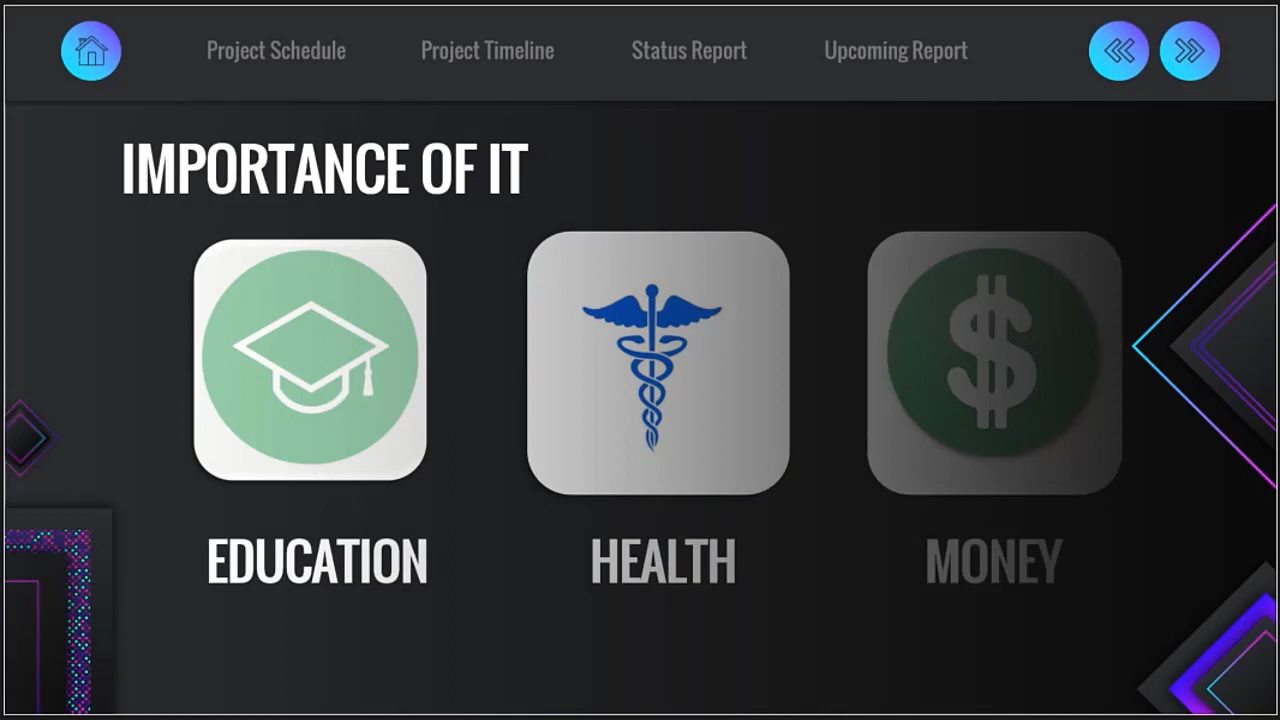 Project Schedule
Project Timeline
Status Report
Upcoming Report
IMPORTANCE OF IT
$
EDUCATION
HEALTH
MONEY